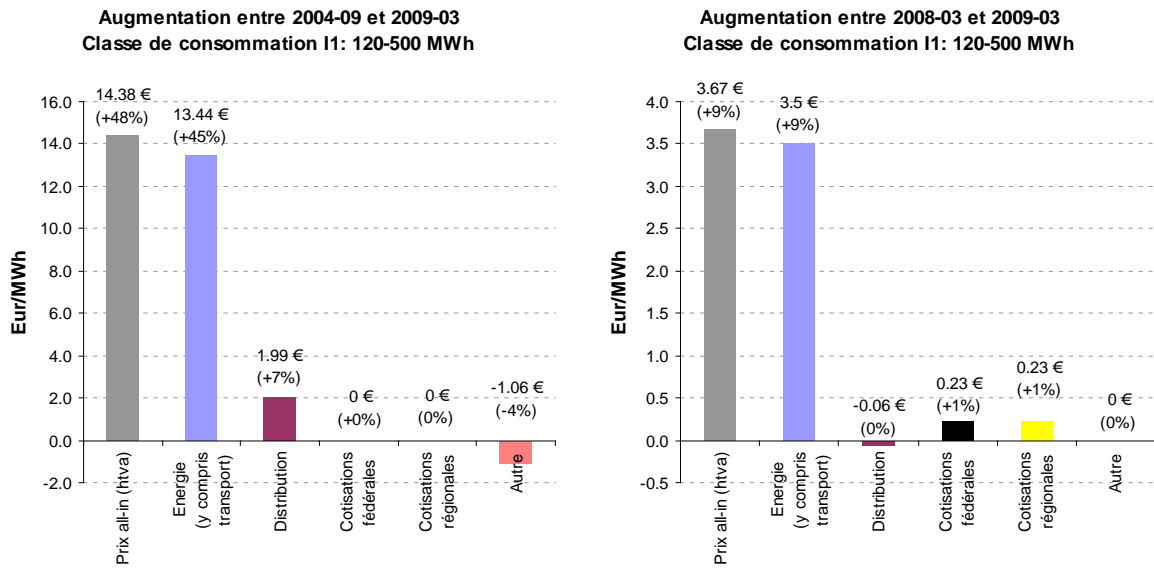 Augmentation entre 2004-09 et 2009-03
Classe de consommation I1: 120-500 MWh
Eur/MWh
16.0
14.0
12.0
10.0
8.0
6.0
4.0
2.0
0.0
-2.0
14.38 €
(+48%)
13.44 €
(+45%)
1.99 €
(+7%)
0 €
(+0%)
0 €
(0%)
-1.06 €
(-4%)
Prix all-in (htva)
Energie
(y compris
transport)
Distribution
Cotisations
fédérales
Cotisations
régionales
Autre
Augmentation entre 2008-03 et 2009-03
Classe de consommation I1: 120-500 MWh
Eur/MWh
4.0
3.5
3.0
2.5
2.0
1.5
1.0
0.5
0.0
-0.5
3.67 €
(+9%)
3.5 €
(+9%)
-0.06 €
(0%)
0.23 €
(+1%)
0.23 €
(+1%)
0 €
(0%)
Prix all-in (htva)
Energie
(y compris
transport)
Distribution
Cotisations
fédérales
Cotisations
régionales
Autre